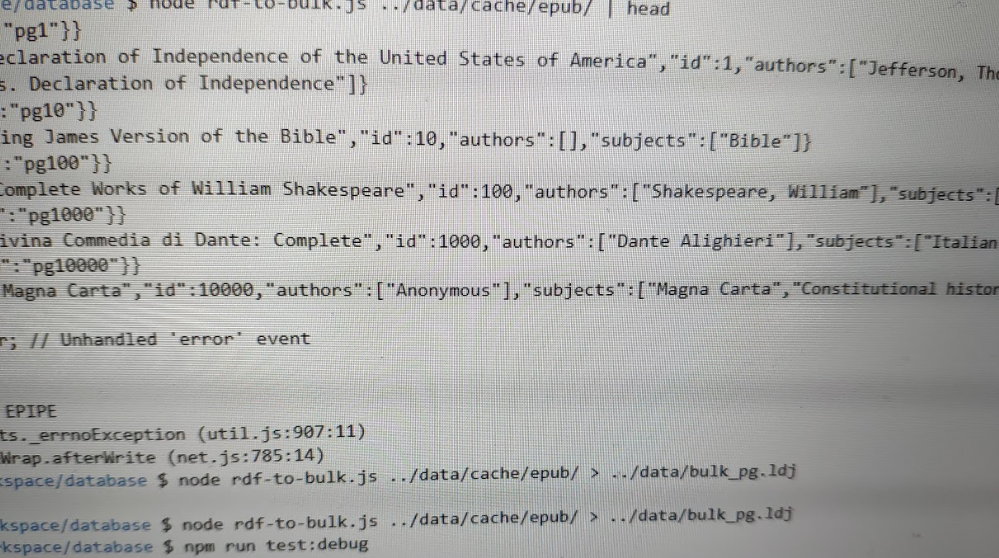 e/database $ node rdf-to-bulk.js ../data/cache/epub/ | head
"pg1"}}
eclaration of Independence of the United States of America","id":1,"authors":["Jefferson, Tho
s. Declaration of Independence"]}
:"pg10"}}
ing James Version of the Bible","id":10,"authors":[],"subjects":["Bible"]}
:"pg100"}}
Complete Works of William Shakespeare","id":100,"authors":["Shakespeare, William"],"subjects":[
":"pg1000"}}
ivina Commedia di Dante: Complete","id":1000,"authors":["Dante Alighieri"],"subjects":["Italian
":"pg10000"}}
Magna Carta","id":10000,"authors":["Anonymous"],"subjects":["Magna Carta","Constitutional histor
r; // Unhandled 'error' event
EPIPE
ts._errnoException (util.js:907:11)
Wrap.afterWrite (net.js:785:14)
kspace/database $ node rdf-to-bulk.js ../data/cache/epub/ > ../data/bulk_pg.ldj
kspace/database $ node rdf-to-bulk.js ../data/cache/epub/ > ../data/bulk_pg.ldj
kspace/database $ npm run test:debug